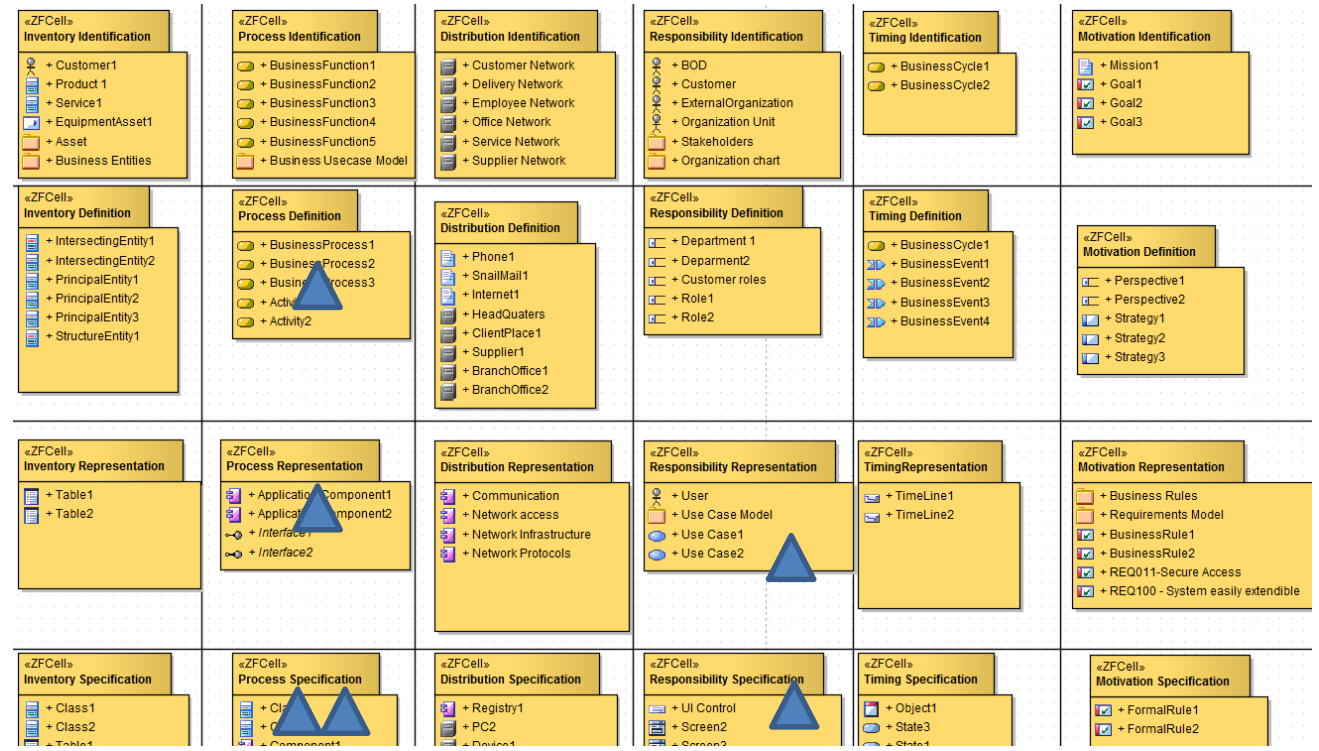 «ZFCell»
Inventory Identification
+ Customer1
+ Product 1
+ Service1
+ EquipmentAsset1
+ Asset
+ Business Entities
«ZFCell»
Process Identification
+ BusinessFunction1
+ BusinessFunction2
+ BusinessFunction3
+ BusinessFunction4
+ BusinessFunction5
+ Business Usecase Model
«ZFCell»
Distribution Identification
+ Customer Network
+ Delivery Network
+ Employee Network
+ Office Network
+ Service Network
+ Supplier Network
«ZFCell»
Responsibility Identification
+ BOD
+ Customer
+ ExternalOrganization
+ Organization Unit
+ Stakeholders
+ Organization chart
«ZFCell»
Timing Identification
+ BusinessCycle1
+ BusinessCycle2
«ZFCell»
Motivation Identification
+ Mission1
+ Goal1
+ Goal2
+ Goal3
«ZFCell»
Inventory Definition
+ IntersectingEntity1
+ IntersectingEntity2
+ PrincipalEntity1
+ PrincipalEntity2
+ PrincipalEntity3
+ StructureEntity1
«ZFCell»
Process Definition
+ BusinessProcess1
+ BusinessProcess2
+ BusinessProcess3
+
+ Activity2
«ZFCell»
Distribution Definition
+ Phone1
+ SnailMail1
+ Internet1
+ HeadQuaters
+ ClientPlace1
+ Supplier1
+ BranchOffice1
+ BranchOffice2
«ZFCell»
Responsibility Definition
+ Department 1
+ Deparment2
+ Customer roles
+ Role1
+ Role2
«ZFCell»
Timing Definition
+ BusinessCycle1
+ BusinessEvent1
+ BusinessEvent2
+ BusinessEvent3
+ BusinessEvent4
«ZFCell»
Motivation Definition
+ Perspective1
+ Perspective2
+ Strategy1
+ Strategy2
+ Strategy3
«ZFCell»
Inventory Representation
+ Table1
+ Table2
«ZFCell»
Process Representation
+ ApplicationComponent1
+ ApplicationComponent2
+ Interface1
+ Interface2
«ZFCell»
Distribution Representation
+ Communication
+ Network access
+ Network Infrastructure
+ Network Protocols
«ZFCell»
Responsibility Representation
+ User
+ Use Case Model
+ Use Case1
+ Use Case2
«ZFCell»
TimingRepresentation
+ TimeLine1
+ TimeLine2
«ZFCell»
Motivation Representation
+ Business Rules
+ Requirements Model
+ BusinessRule1
+ BusinessRule2
+ REQ011-Secure Access
+ REQ100 - System easily extendible
«ZFCell»
Inventory Specification
+ Class1
+ Class2
+ Table1
«ZFCell»
Process Specification
+
+
+ Component1
«ZFCell»
Distribution Specification
+ Registry1
+ PC2
+ Device1
«ZFCell»
Responsibility Specification
+ UI Control
+ Screen2
+ Screen3
«ZFCell»
Timing Specification
+ Object1
+ State3
+ State1
«ZFCell»
Motivation Specification
+ FormalRule1
+ FormalRule2